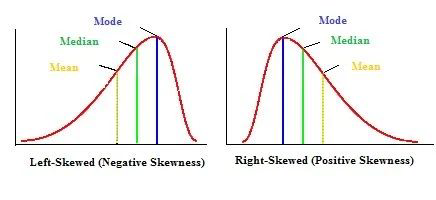 Mode
Median
Mean
Left-Skewed (Negative Skewness)
Mode
Median
Mean
Right-Skewed (Positive Skewness)